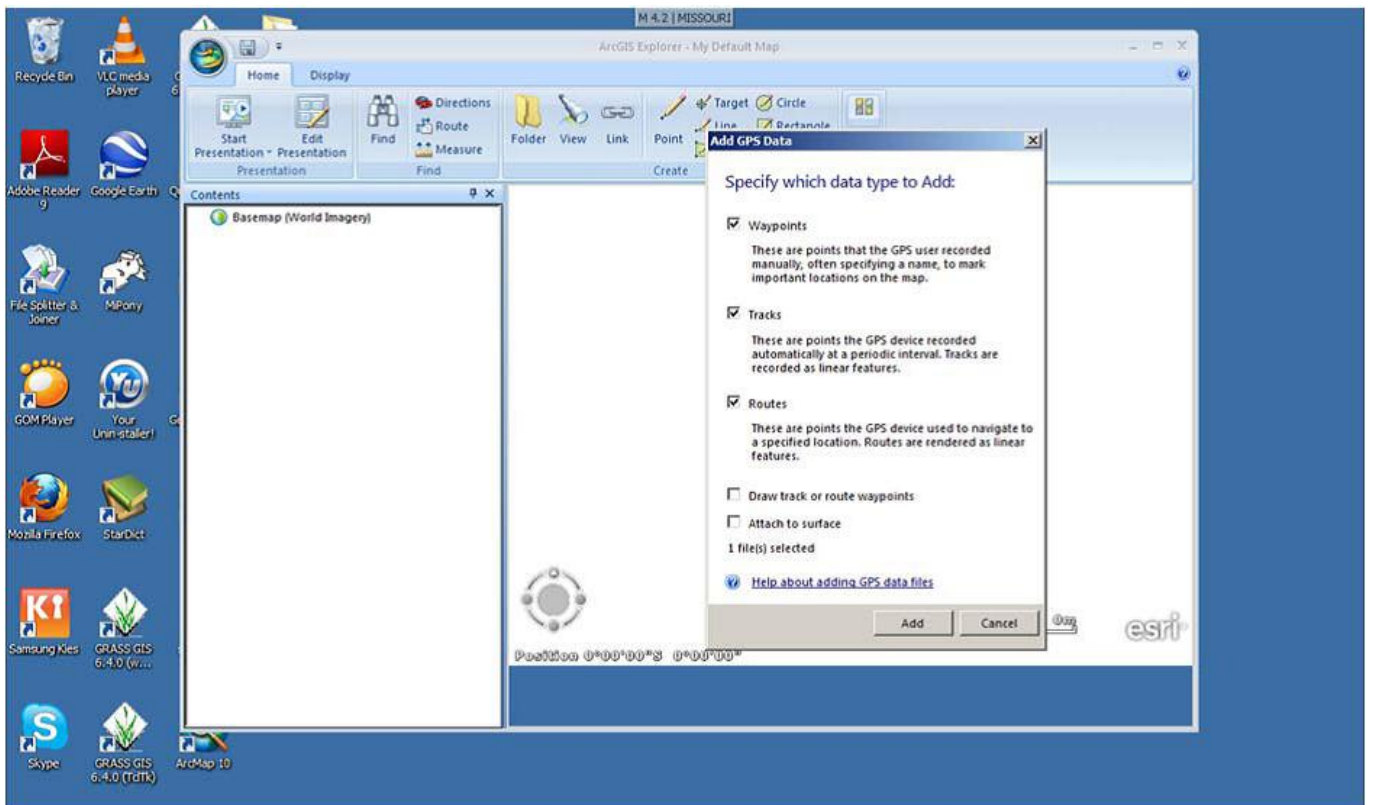 M 4.2 | MISSOURI
ArcGIS Explorer - My Default Map
Home Display
Start Presentation
Edit Presentation
Presentation
Find
Directions
Route
Measure
Find
Folder
View
Link
Point
Target
Circle
Line
Rectangle
Create
Contents
Basemap (World Imagery)
Add GPS Data
Specify which data type to Add:
Waypoints
These are points that the GPS user recorded
manually, often specifying a name, to mark
important locations on the map.
Tracks
These are points the GPS device recorded
automatically at a periodic interval. Tracks are
recorded as linear features.
Routes
These are points the GPS device used to navigate to
a specified location. Routes are rendered as linear
features.
Draw track or route waypoints
Attach to surface
1 file(s) selected
Help about adding GPS data files
Add
Cancel
0m
esri
Position 0°00'00"S 0°00'00"
Recycle Bin
VLC media
player
Adobe Reader
9
Google Earth
File Splitter &
Joiner
MiPony
GOM Player
Your
Unin-staller!
Mozilla Firefox
StarDict
Samsung Kies
GRASS GIS
6.4.0 (w...
Skype
GRASS GIS
6.4.0 (TclTk)
ArcMap 10